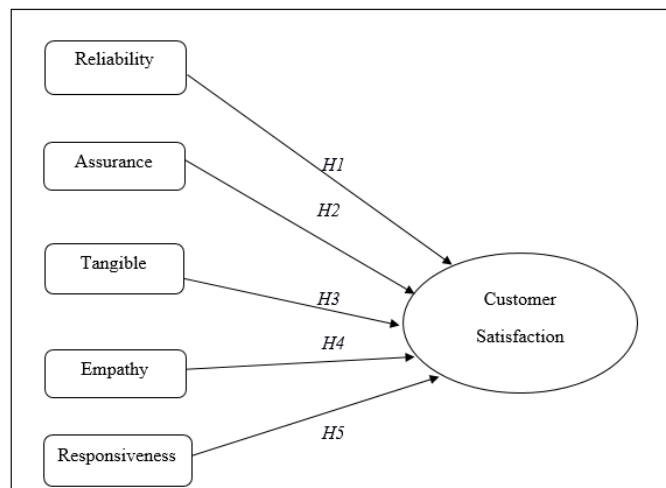 Reliability
H1
Assurance
H2
Tangible
H3
Customer
Satisfaction
H4
Empathy
H5
Responsiveness